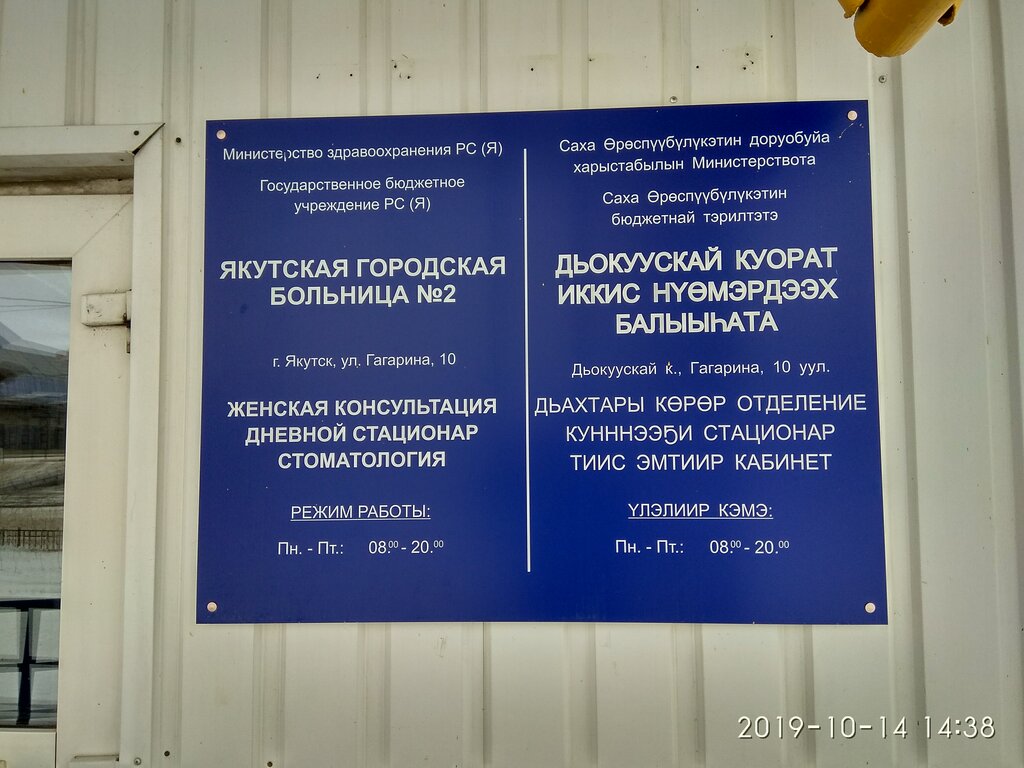 Министерство здравоохранения РС (Я)
Государственное бюджетное
учреждение РС (Я)
ЯКУТСКАЯ ГОРОДСКАЯ
БОЛЬНИЦА №2
г. Якутск, ул. Гагарина, 10
ЖЕНСКАЯ КОНСУЛЬТАЦИЯ
ДНЕВНОЙ СТАЦИОНАР
СТОМАТОЛОГИЯ
РЕЖИМ РАБОТЫ:
Пн. - Пт.: 08.00 - 20.00
Саха Өрөспүүбүлүкэтин доруобуйа
харыстабылын Министерствота
Саха Өрөспүүбүлүкэтин
бюджетнай тэрилтэтэ
ДЬОКУУСКАЙ КУОРАТ
ИККИС НҮӨМЭРДЭЭХ
БАЛЫЫҺАТА
Дьокуускай к., Гагарина, 10 уул.
ДЬАХТАРЫ КӨРӨР ОТДЕЛЕНИЕ
КУНННЭЭҔИ СТАЦИОНАР
ТИИС ЭМТИИР КАБИНЕТ
ҮЛЭЛИИР КЭМЭ:
Пн. - Пт.: 08.00 - 20.00
2019-10-14 14:38